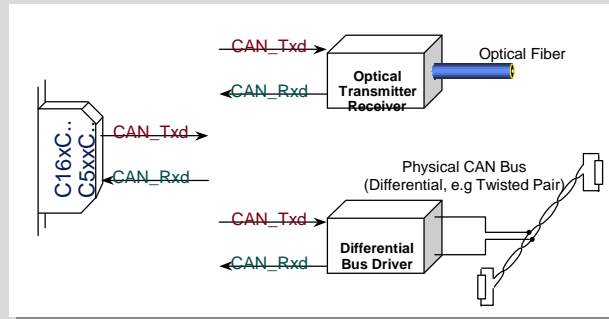 CAN_Txd
CAN_Rxd
Optical
Transmitter
Receiver
Optical Fiber
C16xC..
C5xxC..
CAN_Txd
CAN_Rxd
Physical CAN Bus
(Differential, e.g Twisted Pair)
CAN_Txd
CAN_Rxd
Differential
Bus Driver